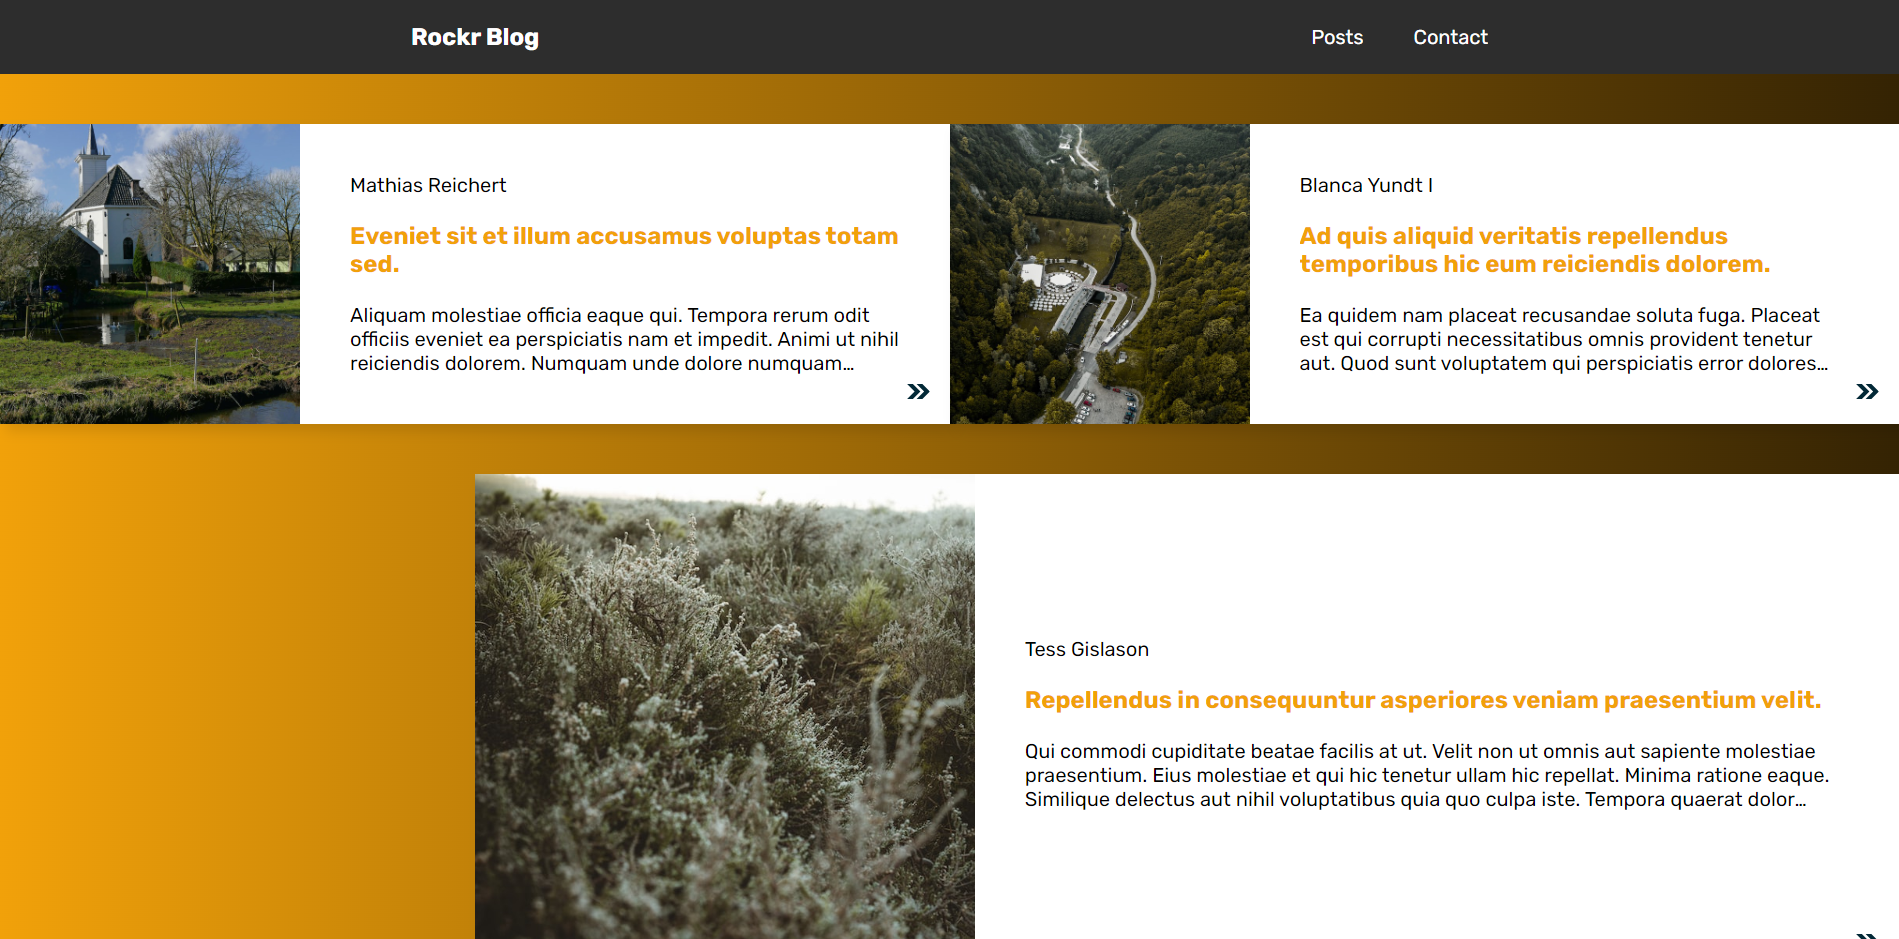 Rockr Blog
Posts
Contact
Mathias Reichert
Eveniet sit et illum accusamus voluptas totam
sed.
Aliquam molestiae officia eaque qui. Tempora rerum odit
officiis eveniet ea perspiciatis nam et impedit. Animi ut nihil
reiciendis dolorem. Numquam unde dolore numquam...
Blanca Yundt I
Ad quis aliquid veritatis repellendus
temporibus hic eum reiciendis dolorem.
Ea quidem nam placeat recusandae soluta fuga. Placeat
est qui corrupti necessitatibus omnis provident tenetur
aut. Quod sunt voluptatem qui perspiciatis error dolores...
Tess Gislason
Repellendus in consequuntur asperiores veniam praesentium velit.
Qui commodi cupiditate beatae facilis at ut. Velit non ut omnis aut sapiente molestiae
praesentium. Eius molestiae et qui hic tenetur ullam hic repellat. Minima ratione eaque.
Similique delectus aut nihil voluptatibus quia quo culpa iste. Tempora quaerat dolor...